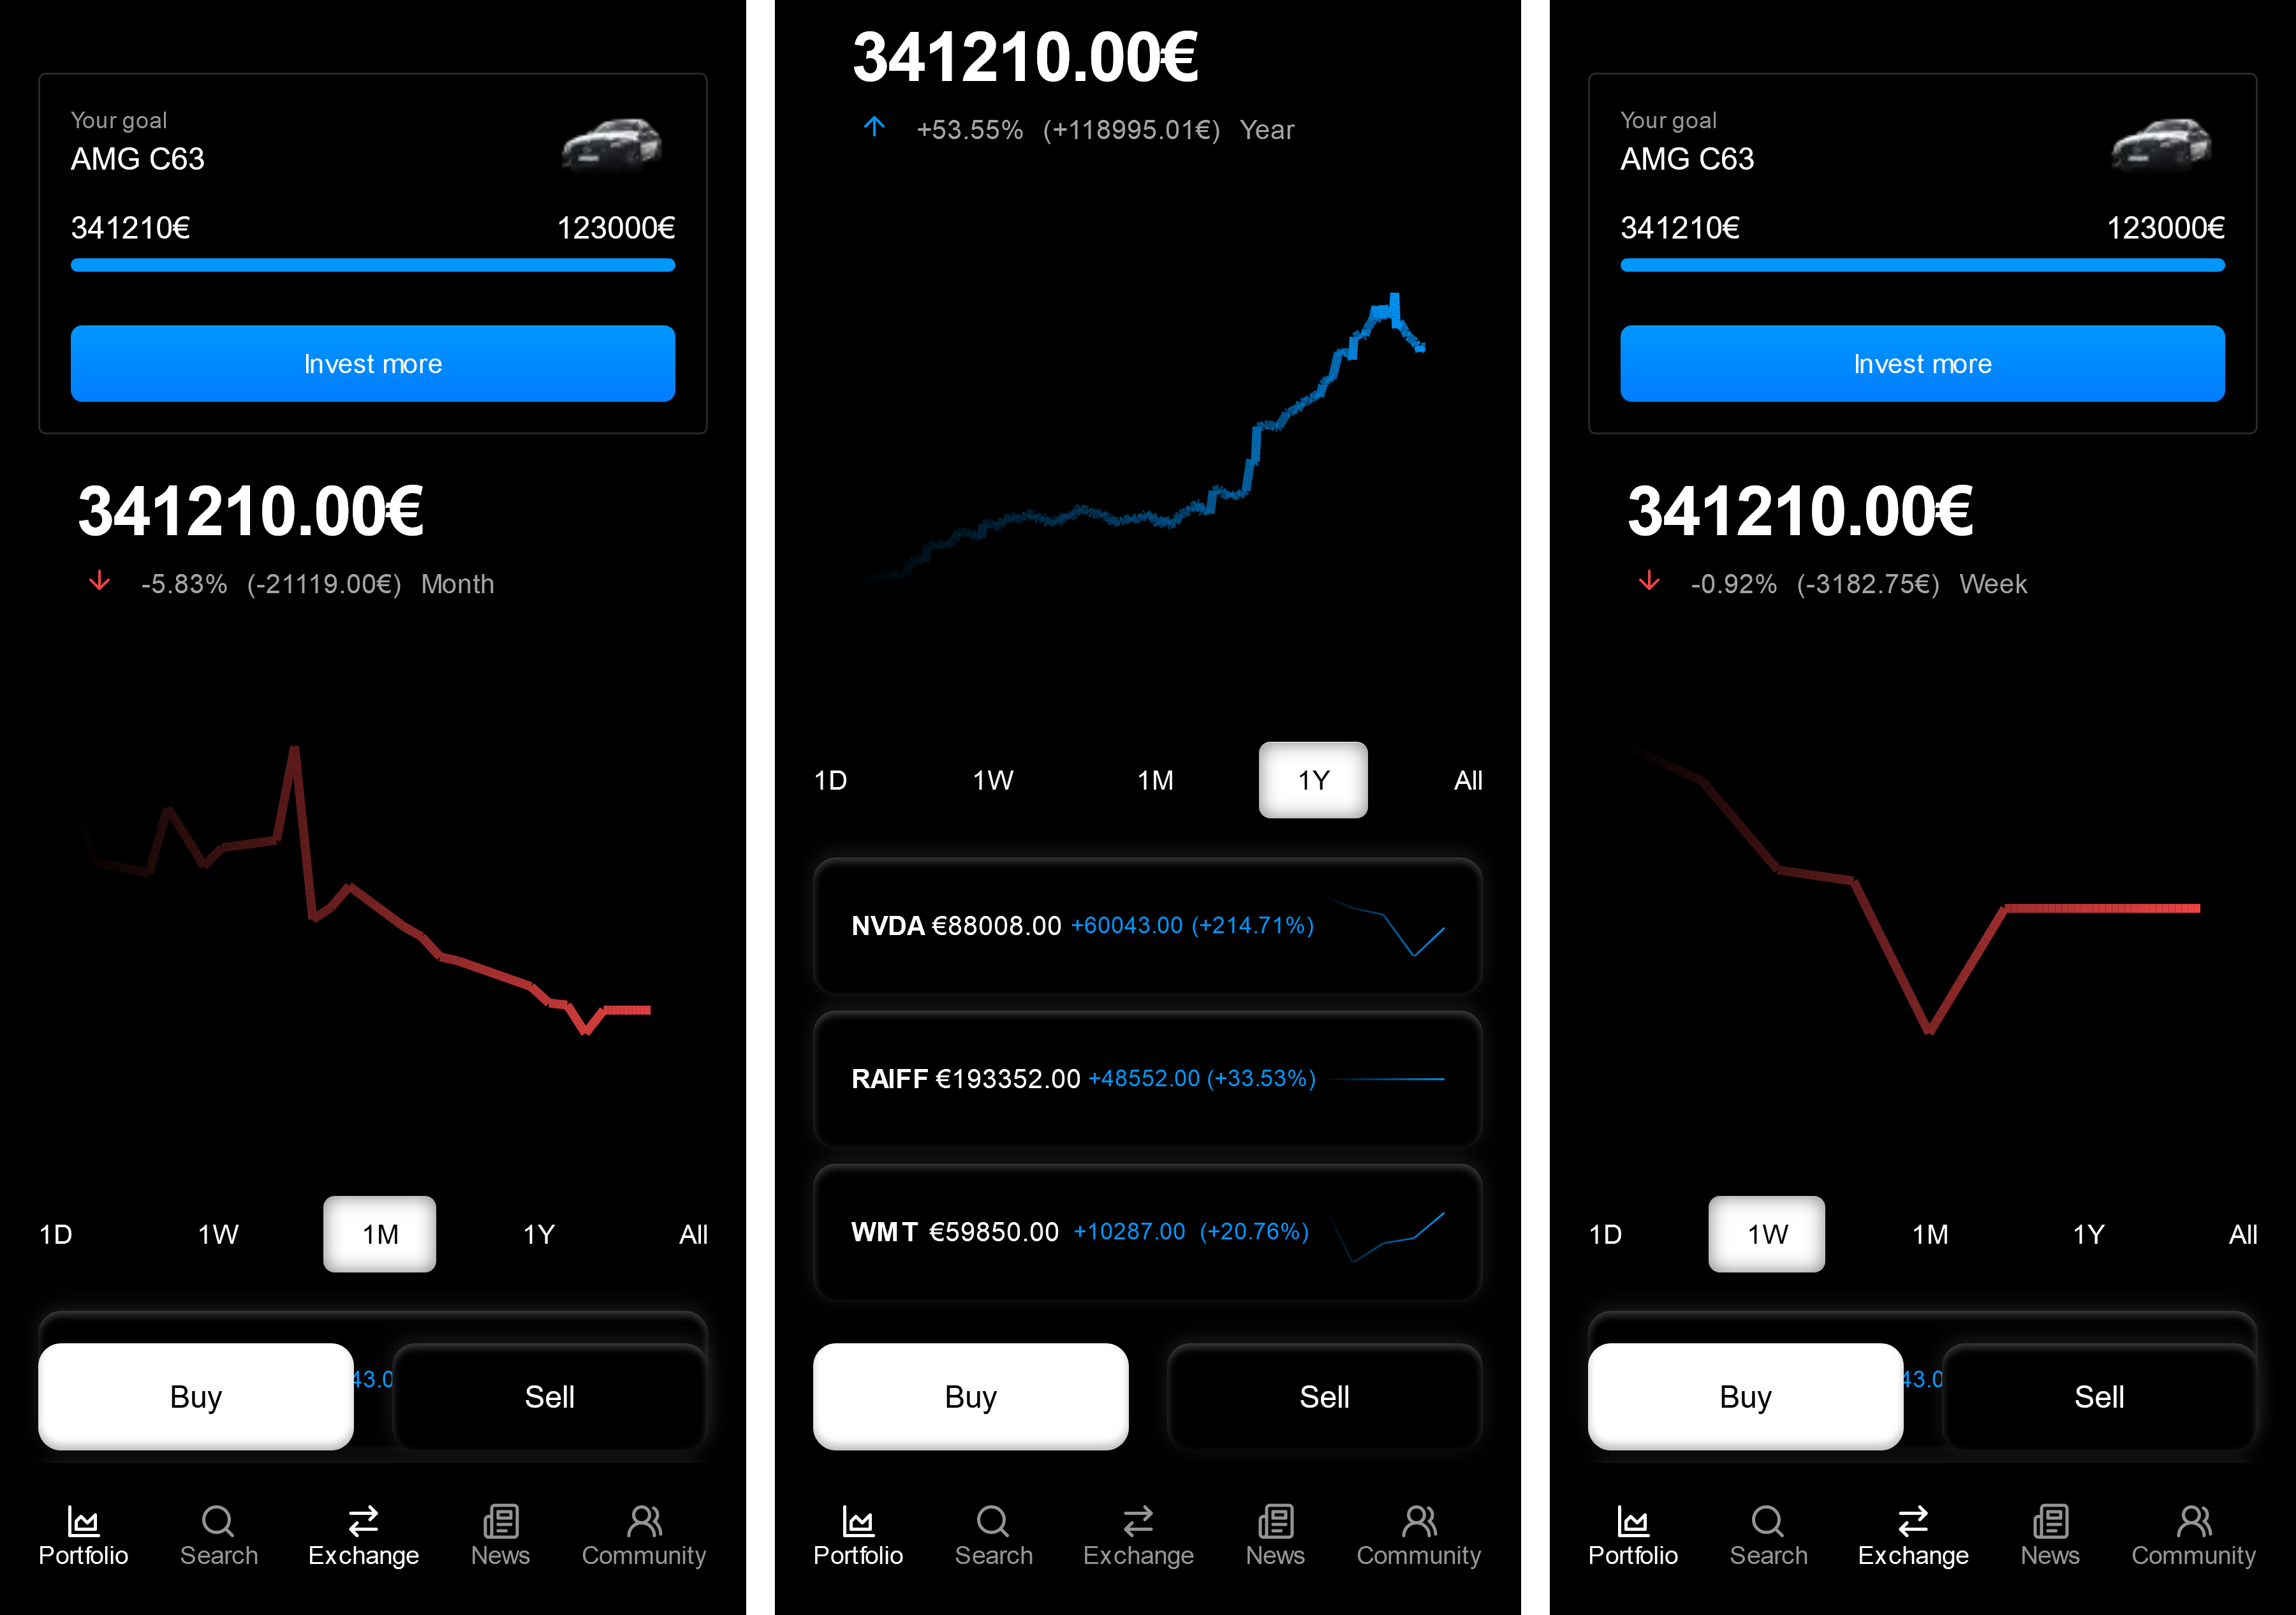 Your goal
AMG C63
341210€ 123000€
Invest more
341210.00€
-5.83% (-21119.00€) Month
1D 1W 1M 1Y All
43.0
Buy Sell
Portfolio Search Exchange News Community
341210.00€
+53.55% (+118995.01€) Year
1D 1W 1M 1Y All
NVDA €88008.00 +60043.00 (+214.71%)
RAIFF €193352.00 +48552.00 (+33.53%)
WMT €59850.00 +10287.00 (+20.76%)
Buy Sell
Portfolio Search Exchange News Community
Your goal
AMG C63
341210€ 123000€
Invest more
341210.00€
-0.92% (-3182.75€) Week
1D 1W 1M 1Y All
43.0
Buy Sell
Portfolio Search Exchange News Community